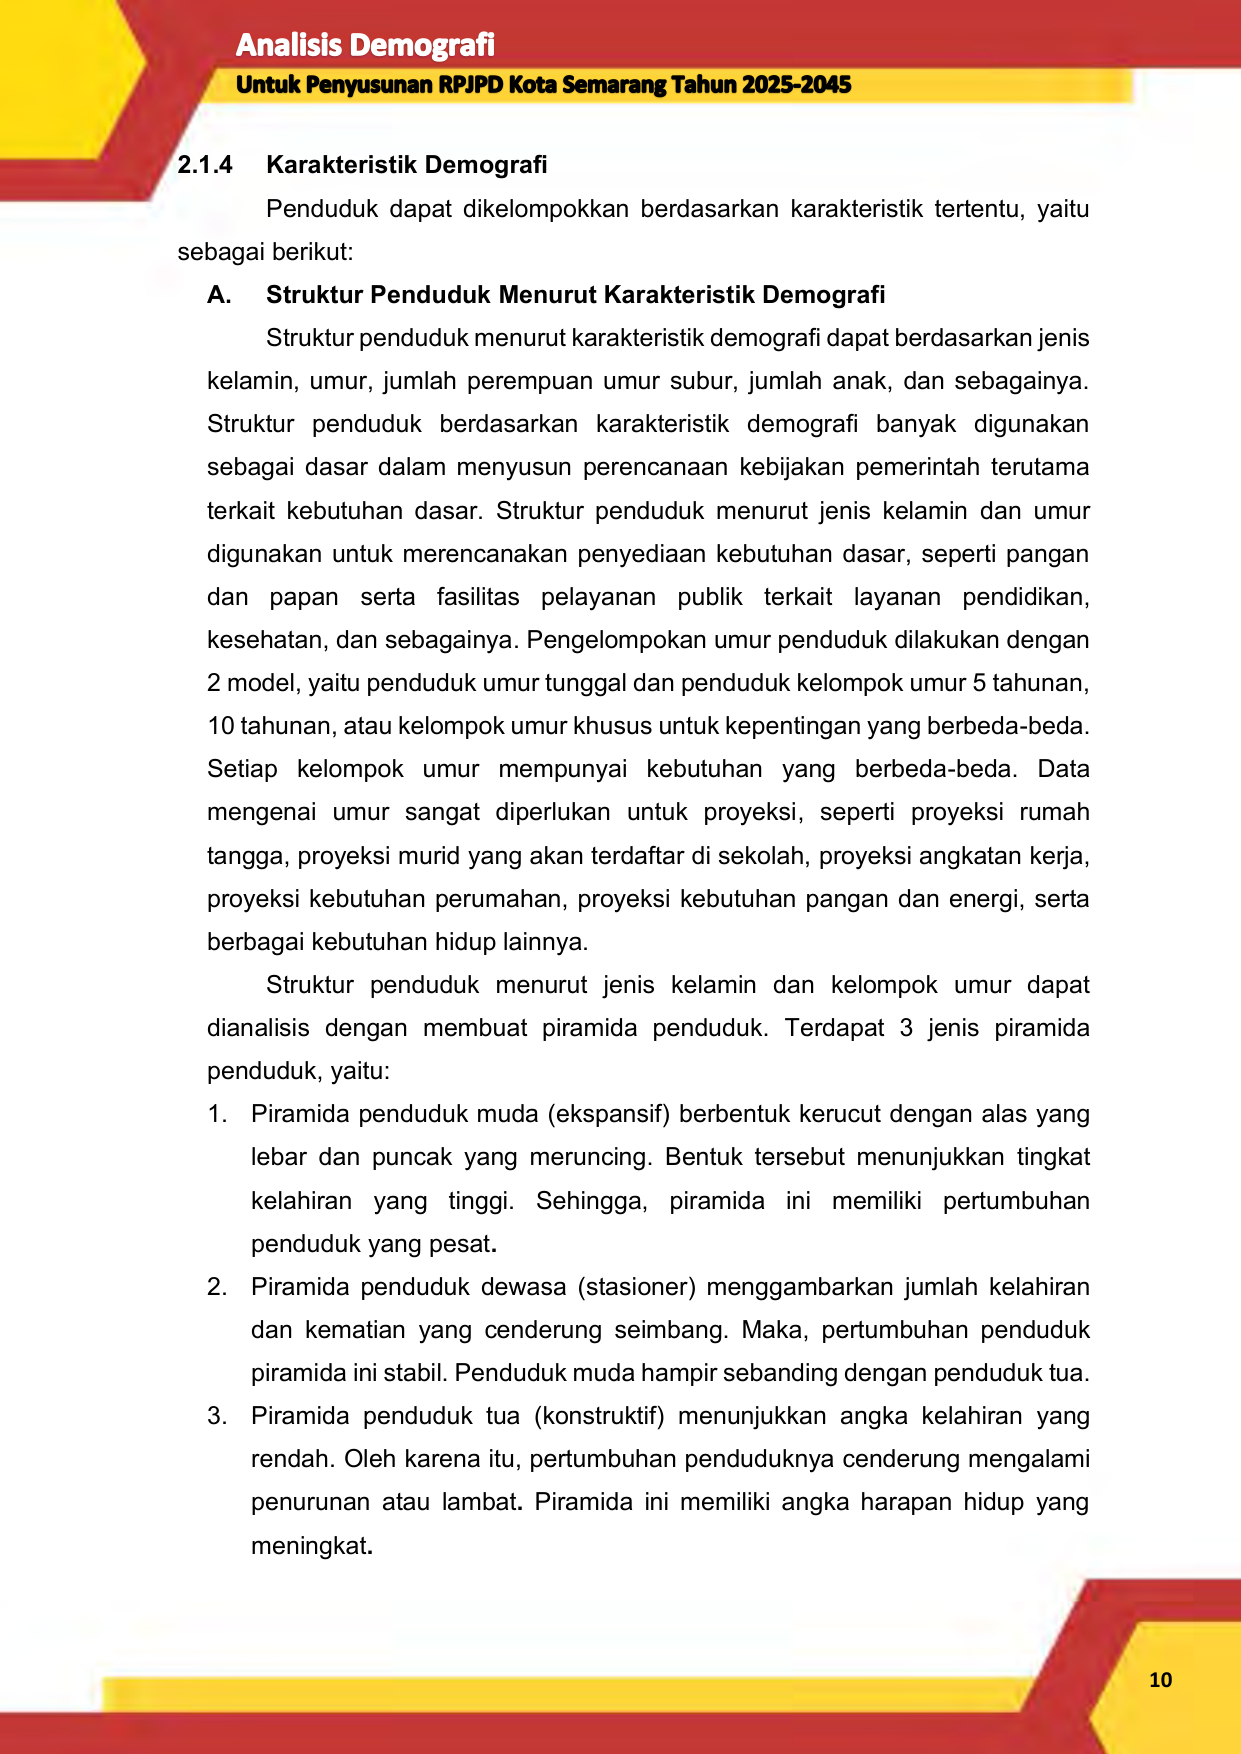 Analisis Demografi
Untuk Penyusunan RPJPD Kota Semarang Tahun 2025-2045
2.1.4 Karakteristik Demografi
Penduduk dapat dikelompokkan berdasarkan karakteristik tertentu, yaitu
sebagai berikut:
A. Struktur Penduduk Menurut Karakteristik Demografi
Struktur penduduk menurut karakteristik demografi dapat berdasarkan jenis
kelamin, umur, jumlah perempuan umur subur, jumlah anak, dan sebagainya.
Struktur penduduk berdasarkan karakteristik demografi banyak digunakan
sebagai dasar dalam menyusun perencanaan kebijakan pemerintah terutama
terkait kebutuhan dasar. Struktur penduduk menurut jenis kelamin dan umur
digunakan untuk merencanakan penyediaan kebutuhan dasar, seperti pangan
dan papan serta fasilitas pelayanan publik terkait layanan pendidikan,
kesehatan, dan sebagainya. Pengelompokan umur penduduk dilakukan dengan
2 model, yaitu penduduk umur tunggal dan penduduk kelompok umur 5 tahunan,
10 tahunan, atau kelompok umur khusus untuk kepentingan yang berbeda-beda.
Setiap kelompok umur mempunyai kebutuhan yang berbeda-beda. Data
mengenai umur sangat diperlukan untuk proyeksi, seperti proyeksi rumah
tangga, proyeksi murid yang akan terdaftar di sekolah, proyeksi angkatan kerja,
proyeksi kebutuhan perumahan, proyeksi kebutuhan pangan dan energi, serta
berbagai kebutuhan hidup lainnya.
Struktur penduduk menurut jenis kelamin dan kelompok umur dapat
dianalisis dengan membuat piramida penduduk. Terdapat 3 jenis piramida
penduduk, yaitu:
1. Piramida penduduk muda (ekspansif) berbentuk kerucut dengan alas yang
lebar dan puncak yang meruncing. Bentuk tersebut menunjukkan tingkat
kelahiran yang tinggi. Sehingga, piramida ini memiliki pertumbuhan
penduduk yang pesat.
2. Piramida penduduk dewasa (stasioner) menggambarkan jumlah kelahiran
dan kematian yang cenderung seimbang. Maka, pertumbuhan penduduk
piramida ini stabil. Penduduk muda hampir sebanding dengan penduduk tua.
3. Piramida penduduk tua (konstruktif) menunjukkan angka kelahiran yang
rendah. Oleh karena itu, pertumbuhan penduduknya cenderung mengalami
penurunan atau lambat. Piramida ini memiliki angka harapan hidup yang
meningkat.
10